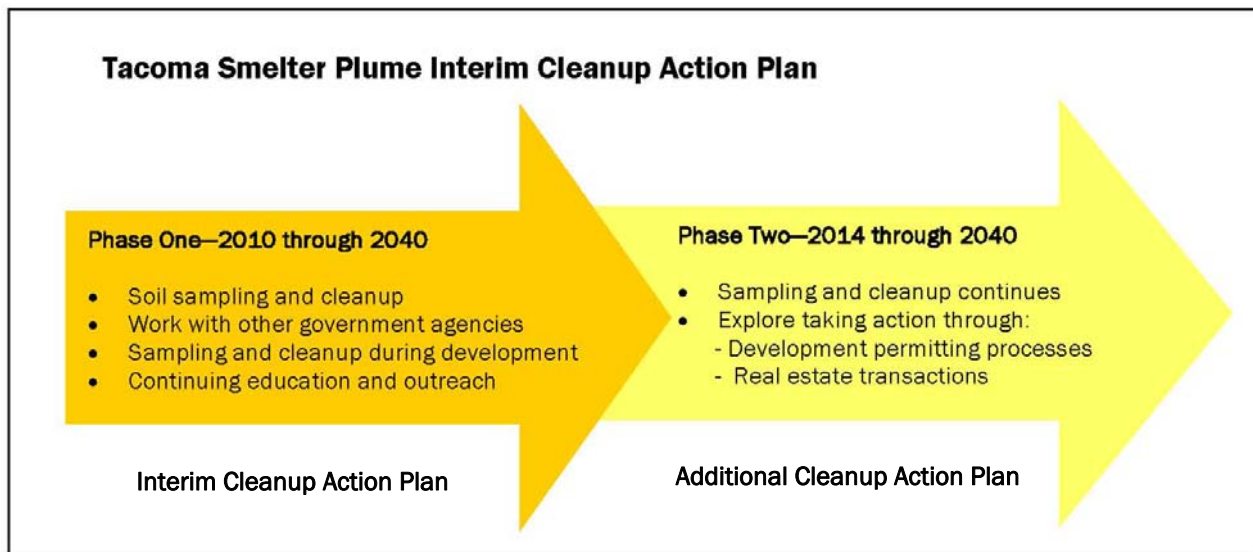 Tacoma Smelter Plume Interim Cleanup Action Plan
Phase One—2010 through 2040
• Soil sampling and cleanup
• Work with other government agencies
• Sampling and cleanup during development
• Continuing education and outreach
Interim Cleanup Action Plan
Phase Two—2014 through 2040
• Sampling and cleanup continues
• Explore taking action through:
- Development permitting processes
- Real estate transactions
Additional Cleanup Action Plan